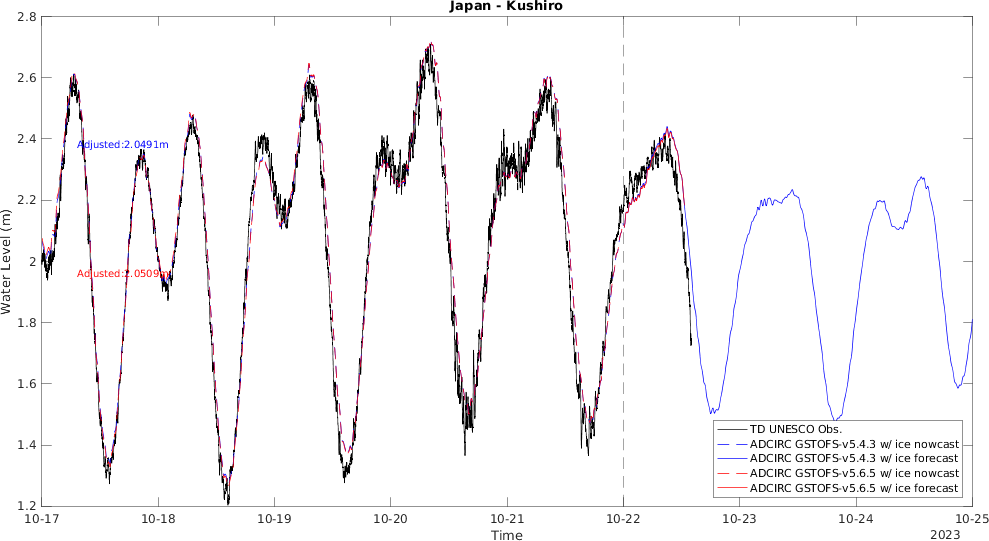 Japan - Kushiro
2.8
2.6
2.4
2.2
2
1.8
1.6
1.4
1.2
Water Level (m)
Adjusted:2.0491m
Adjusted:2.0509m
TD UNESCO Obs.
ADCIRC GSTOFS-v5.4.3 w/ ice nowcast
ADCIRC GSTOFS-v5.4.3 w/ ice forecast
ADCIRC GSTOFS-v5.6.5 w/ ice nowcast
ADCIRC GSTOFS-v5.6.5 w/ ice forecast
10-17 10-18 10-19 10-20 10-21 10-22 10-23 10-24 10-25
Time
2023